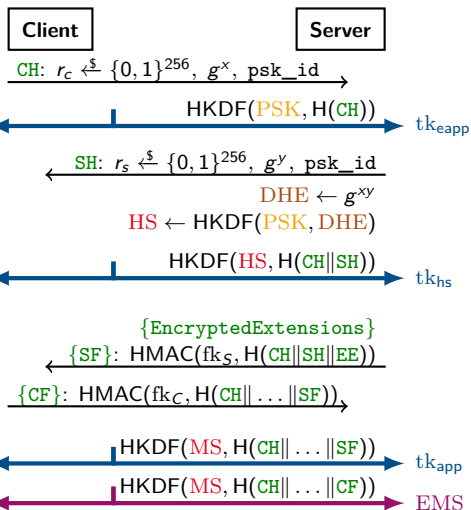 Client Server
CH: r_c ←$ {0, 1}^256, g^x, psk_id
HKDF(PSK, H(CH))
tk_eapp
SH: r_s ←$ {0, 1}^256, g^y, psk_id
DHE ← g^xy
HS ← HKDF(PSK, DHE)
HKDF(HS, H(CH‖SH))
tk_hs
{EncryptedExtensions}
{SF}: HMAC(fk_S, H(CH‖SH‖EE))
{CF}: HMAC(fk_C, H(CH‖...‖SF))
HKDF(MS, H(CH‖...‖SF))
tk_app
HKDF(MS, H(CH‖...‖CF))
EMS